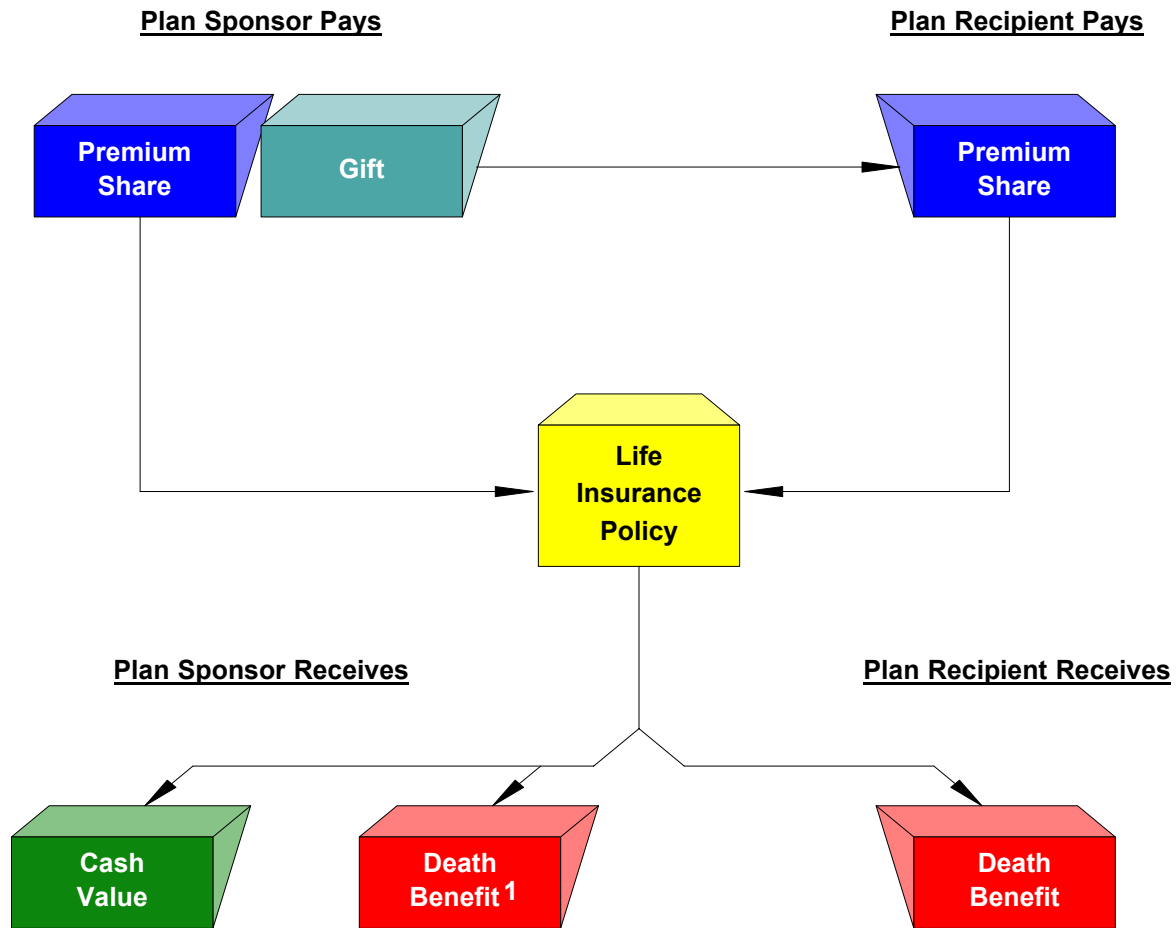 Plan Sponsor Pays
Plan Recipient Pays
Premium
Share
Gift
Premium
Share
Life
Insurance
Policy
Plan Sponsor Receives
Plan Recipient Receives
Cash
Value
Death
Benefit 1
Death
Benefit